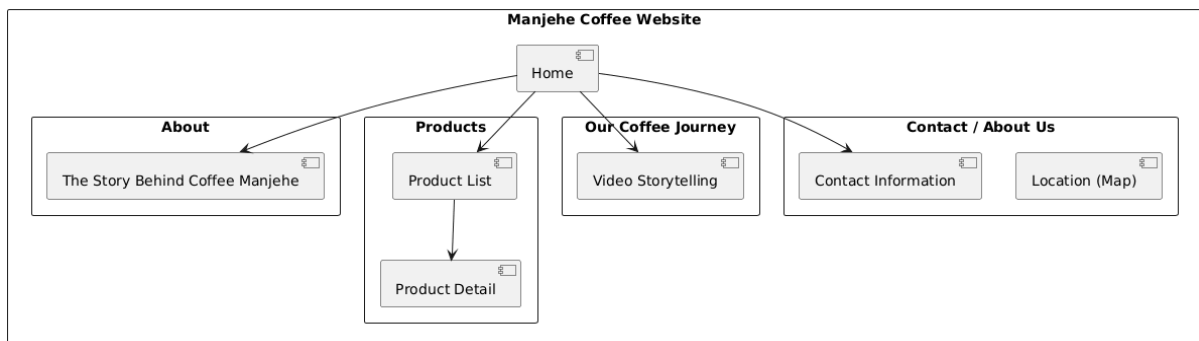 Manjehe Coffee Website
Home
About
Products
Our Coffee Journey
Contact / About Us
The Story Behind Coffee Manjehe
Product List
Video Storytelling
Contact Information
Location (Map)
Product Detail